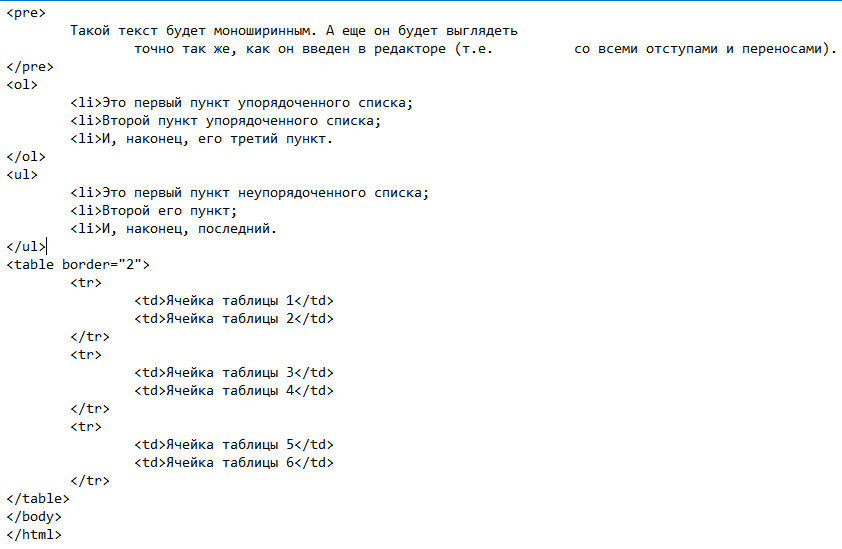 <pre>
	Такой текст будет моноширинным. А еще он будет выглядеть
		точно так же, как он введен в редакторе (т.е.	со всеми отступами и переносами).
</pre>
<ol>
	<li>Это первый пункт упорядоченного списка;
	<li>Второй пункт упорядоченного списка;
	<li>И, наконец, его третий пункт.
</ol>
<ul>
	<li>Это первый пункт неупорядоченного списка;
	<li>Второй его пункт;
	<li>И, наконец, последний.
</ul>
<table border="2">
	<tr>
		<td>Ячейка таблицы 1</td>
		<td>Ячейка таблицы 2</td>
	</tr>
	<tr>
		<td>Ячейка таблицы 3</td>
		<td>Ячейка таблицы 4</td>
	</tr>
	<tr>
		<td>Ячейка таблицы 5</td>
		<td>Ячейка таблицы 6</td>
	</tr>
</table>
</body>
</html>